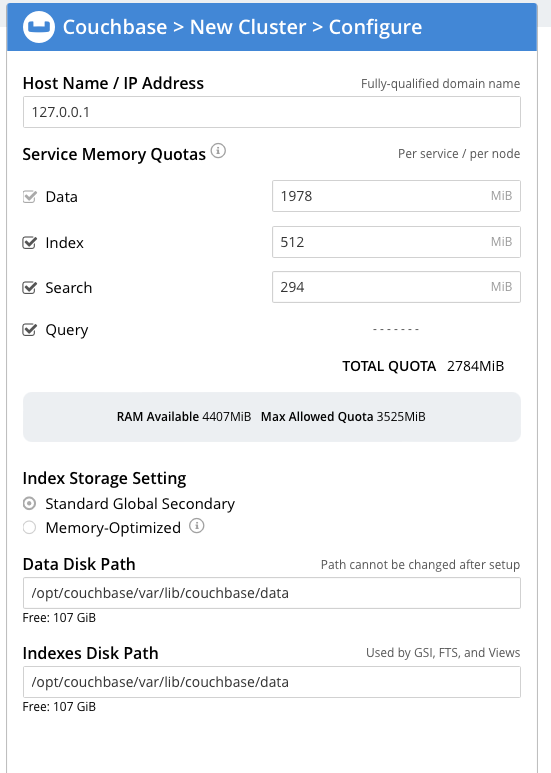 Couchbase > New Cluster > Configure
Host Name / IP Address Fully-qualified domain name
127.0.0.1
Service Memory Quotas Per service / per node
Data 1978 MiB
Index 512 MiB
Search 294 MiB
Query -------
TOTAL QUOTA 2784MiB
RAM Available 4407MiB Max Allowed Quota 3525MiB
Index Storage Setting
Standard Global Secondary
Memory-Optimized
Data Disk Path Path cannot be changed after setup
/opt/couchbase/var/lib/couchbase/data
Free: 107 GiB
Indexes Disk Path Used by GSI, FTS, and Views
/opt/couchbase/var/lib/couchbase/data
Free: 107 GiB